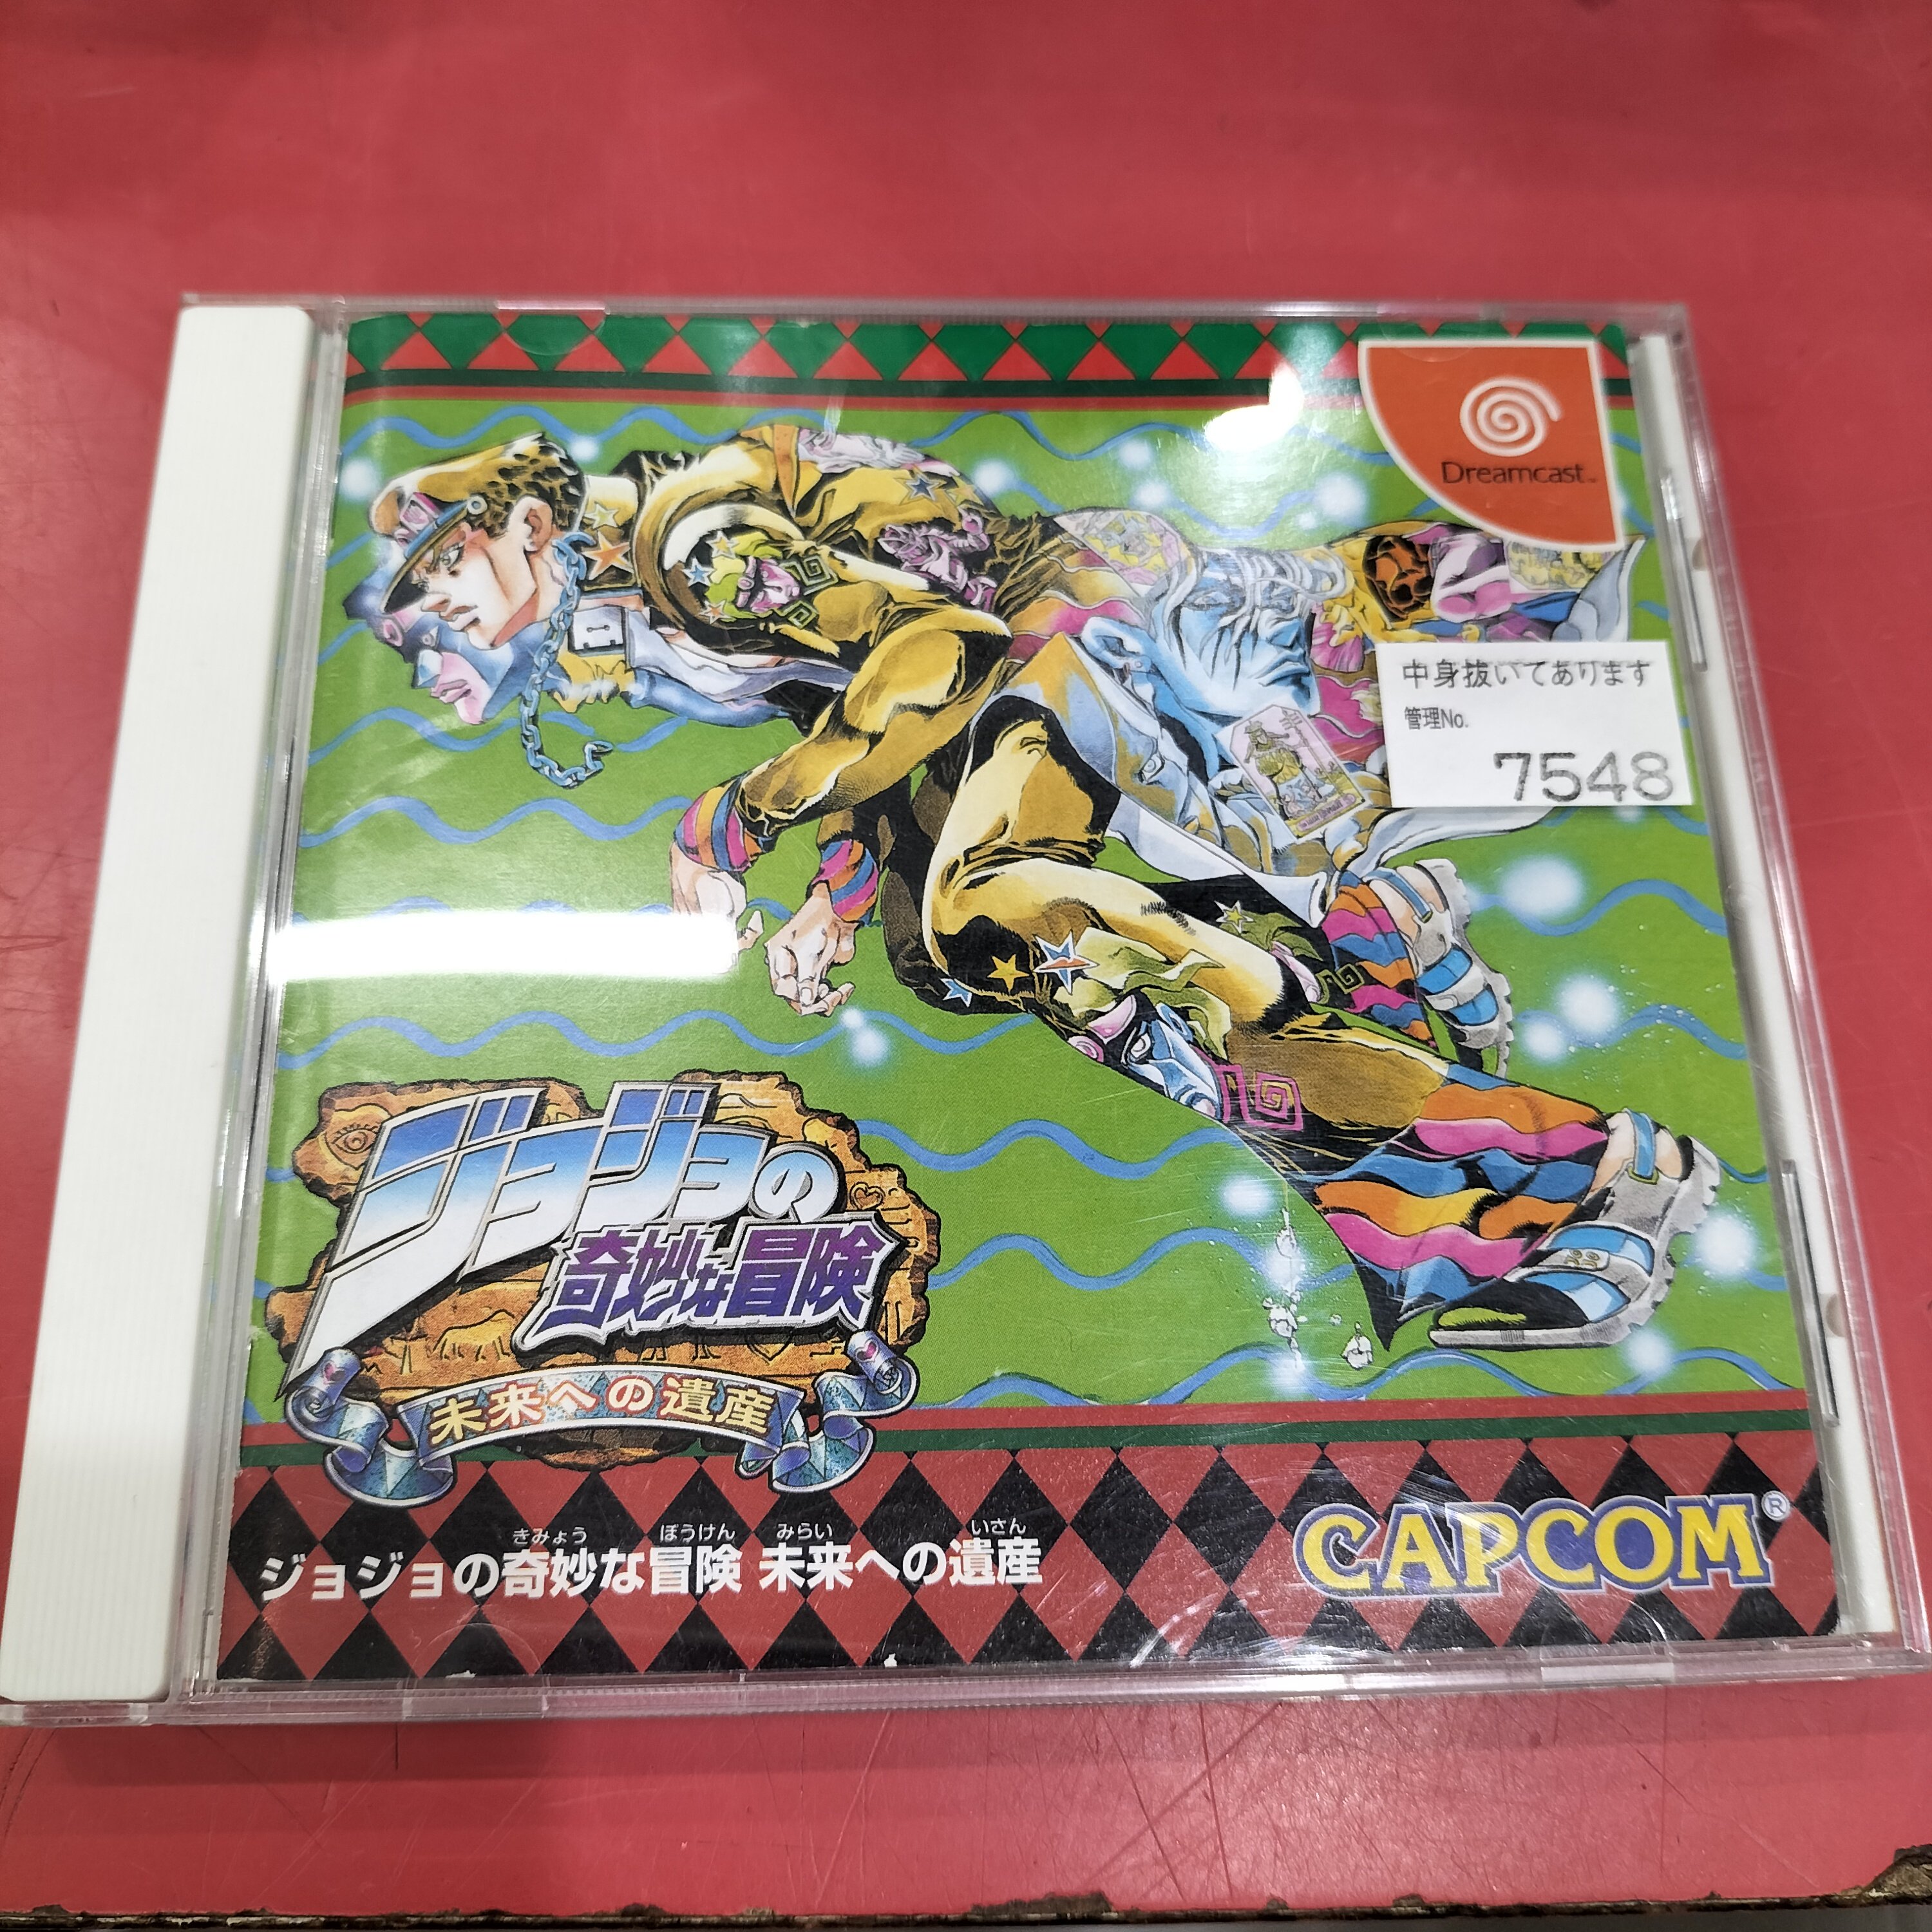 Dreamcast™
中身抜いてあります
管理No.
7548
ジョジョの
奇妙な冒険
未来への遺産
きみょう ぼうけん みらい いさん
ジョジョの奇妙な冒険 未来への遺産
CAPCOM®